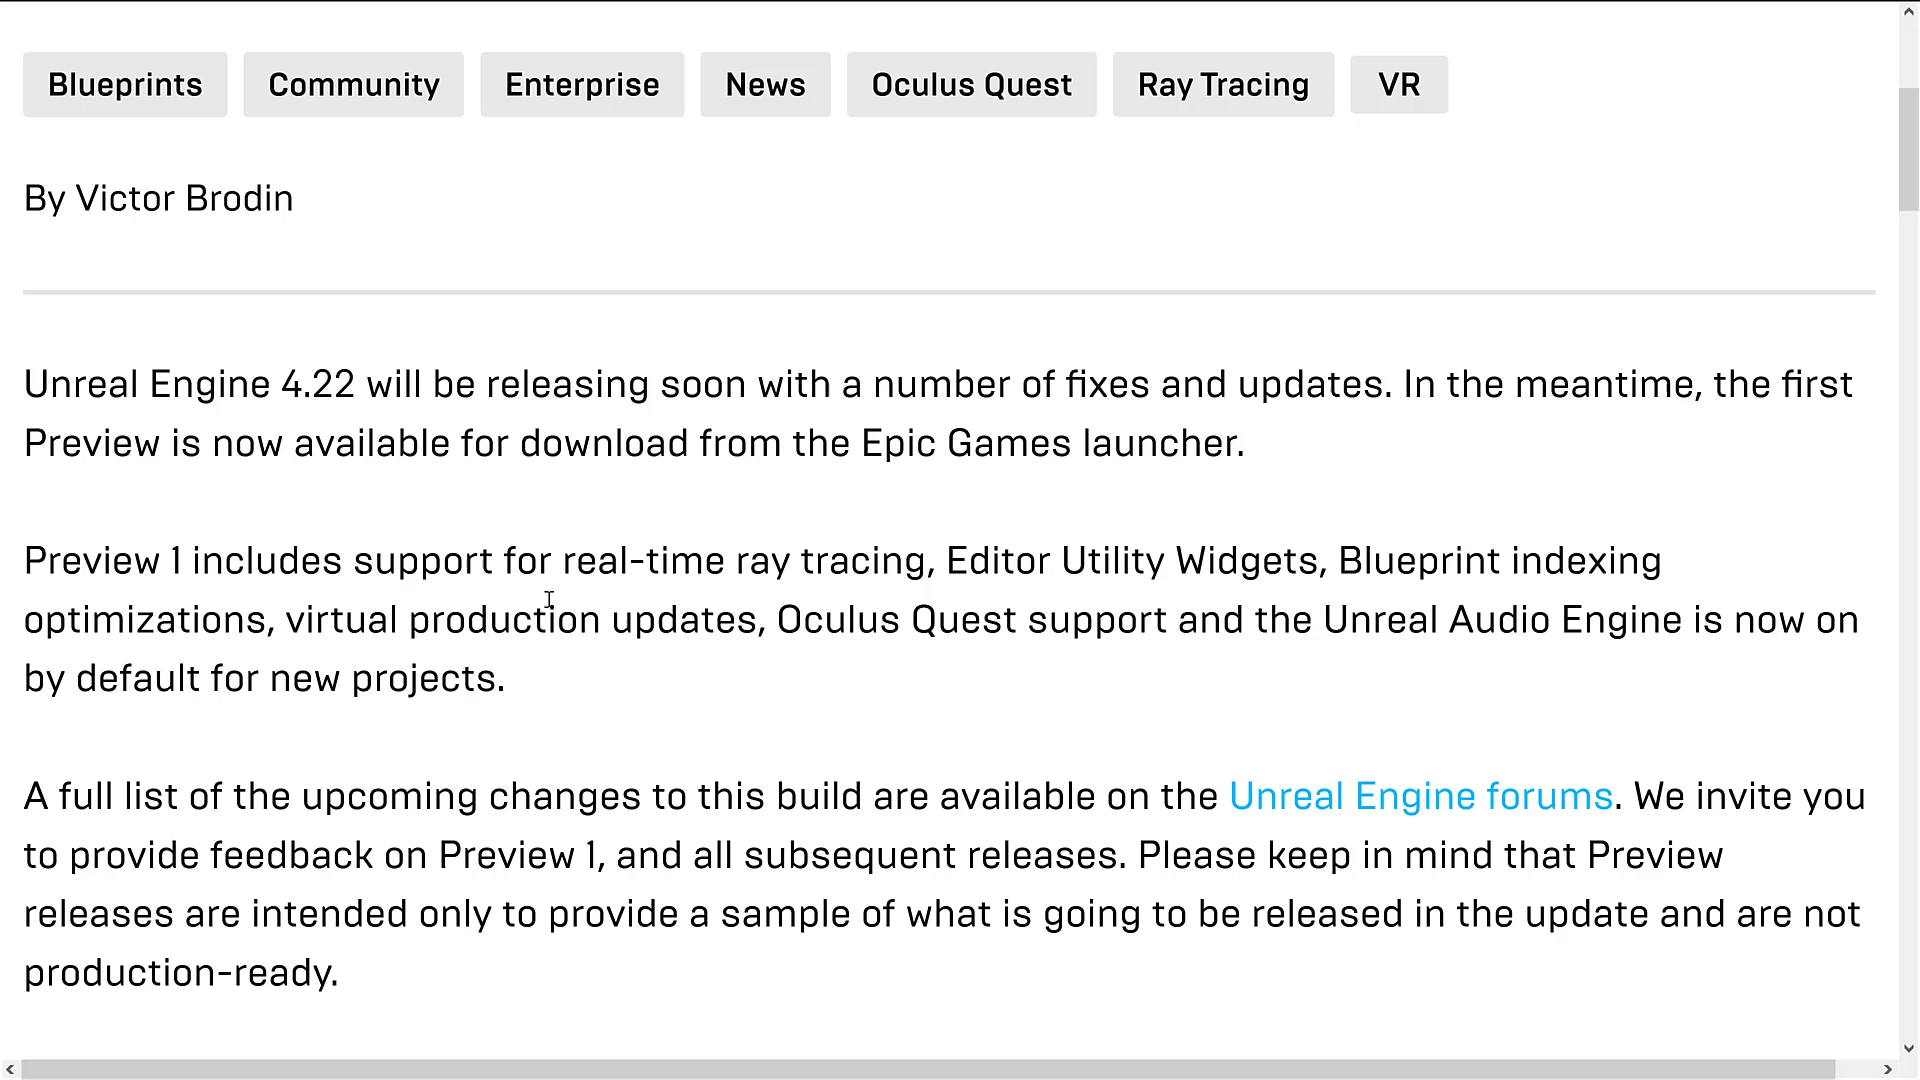 Blueprints Community Enterprise News Oculus Quest Ray Tracing VR
By Victor Brodin
Unreal Engine 4.22 will be releasing soon with a number of fixes and updates. In the meantime, the first
Preview is now available for download from the Epic Games launcher.
Preview 1 includes support for real-time ray tracing, Editor Utility Widgets, Blueprint indexing
optimizations, virtual production updates, Oculus Quest support and the Unreal Audio Engine is now on
by default for new projects.
A full list of the upcoming changes to this build are available on the Unreal Engine forums. We invite you
to provide feedback on Preview 1, and all subsequent releases. Please keep in mind that Preview
releases are intended only to provide a sample of what is going to be released in the update and are not
production-ready.